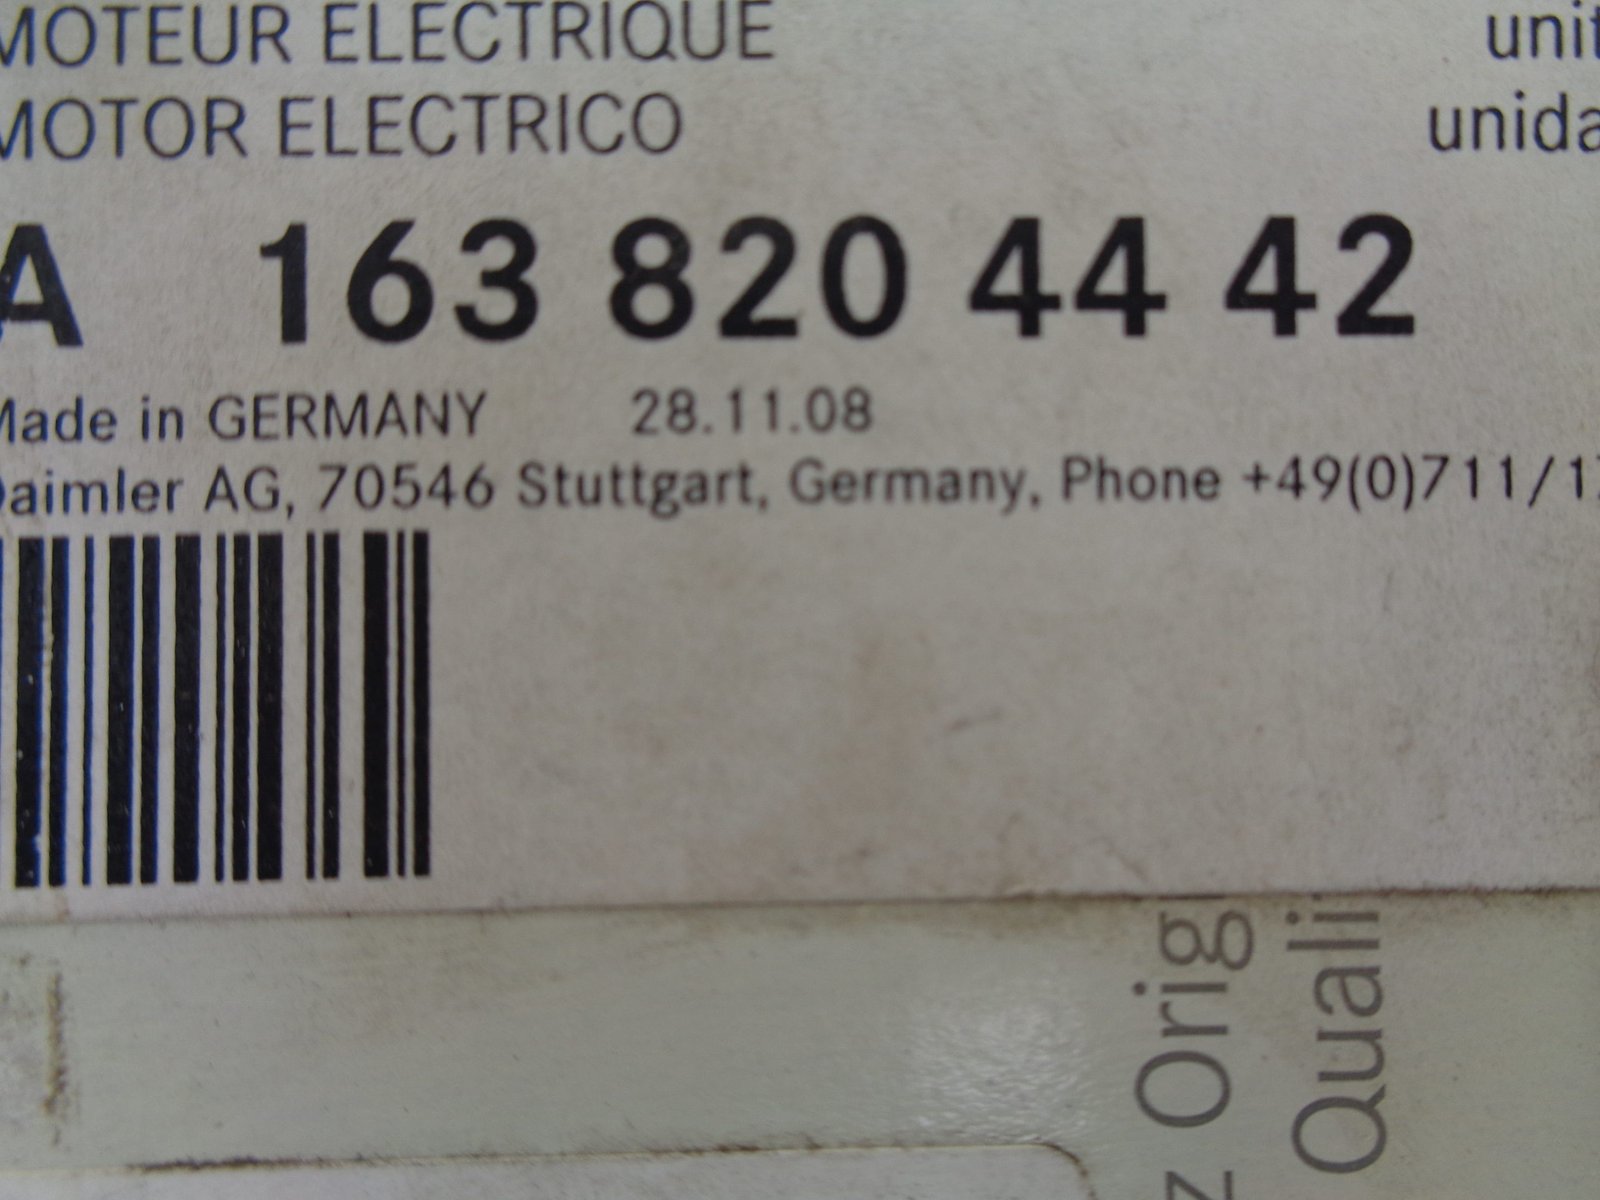 MOTEUR ELECTRIQUE unit
MOTOR ELECTRICO unida
A 163 820 44 42
Made in GERMANY 28.11.08
Daimler AG, 70546 Stuttgart, Germany, Phone +49(0)711/17
z Orig
Quali